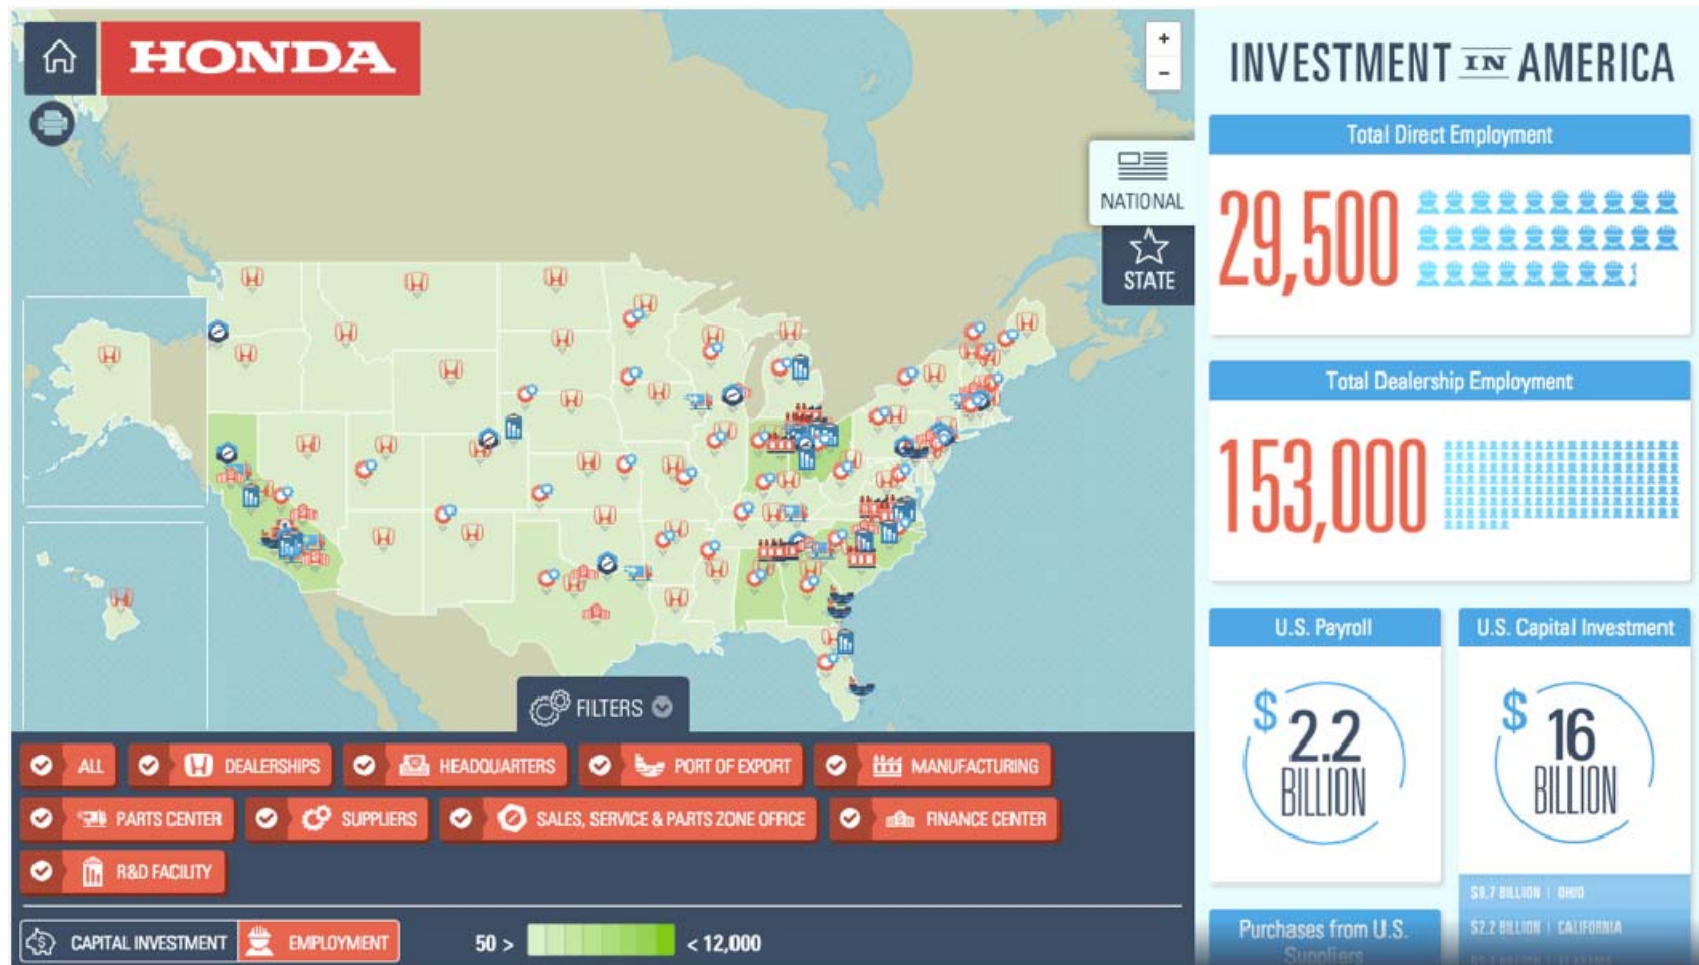 HONDA
+
-
NATIONAL
STATE
FILTERS
ALL
DEALERSHIPS
HEADQUARTERS
PORT OF EXPORT
MANUFACTURING
PARTS CENTER
SUPPLIERS
SALES, SERVICE & PARTS ZONE OFFICE
FINANCE CENTER
R&D FACILITY
CAPITAL INVESTMENT
EMPLOYMENT
50 >
< 12,000
INVESTMENT IN AMERICA
Total Direct Employment
29,500
Total Dealership Employment
153,000
U.S. Payroll
$ 2.2
BILLION
U.S. Capital Investment
$ 16
BILLION
$9.7 BILLION | OHIO
$2.2 BILLION | CALIFORNIA
BILLION | ALABAMA
Purchases from U.S.
Suppliers